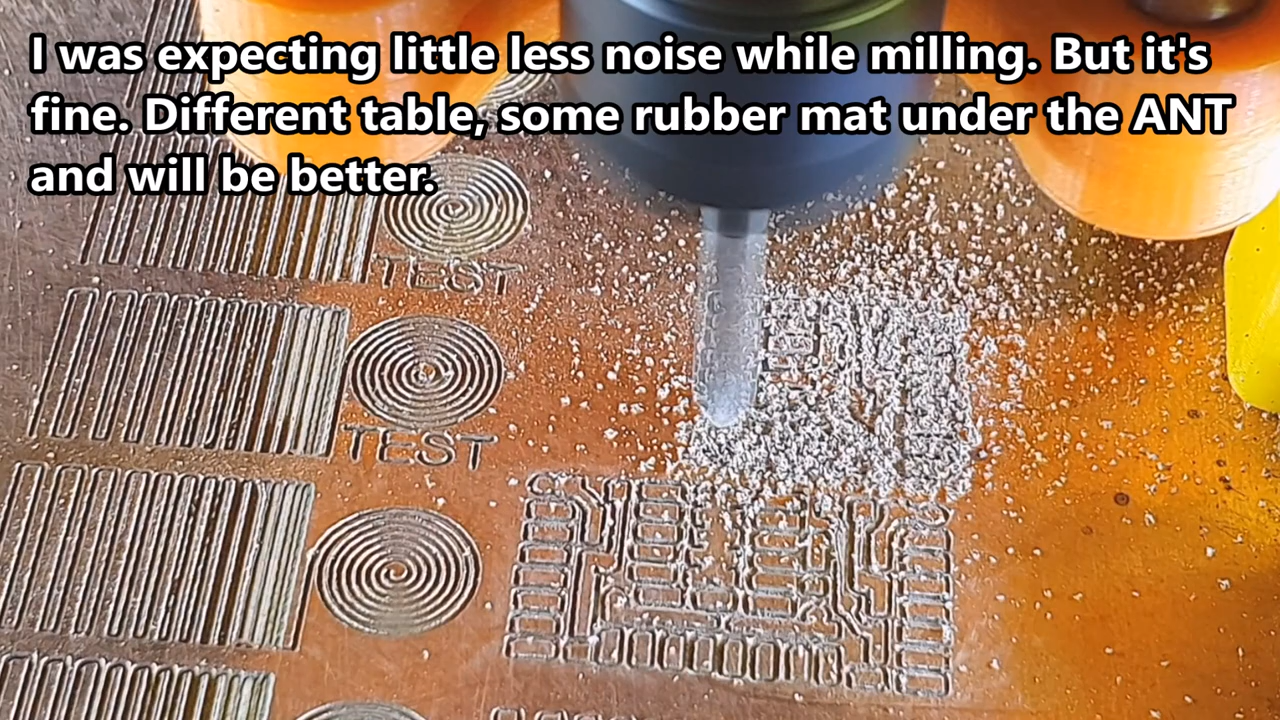 I was expecting little less noise while milling. But it's
fine. Different table, some rubber mat under the ANT
and will be better.
TEST
TEST